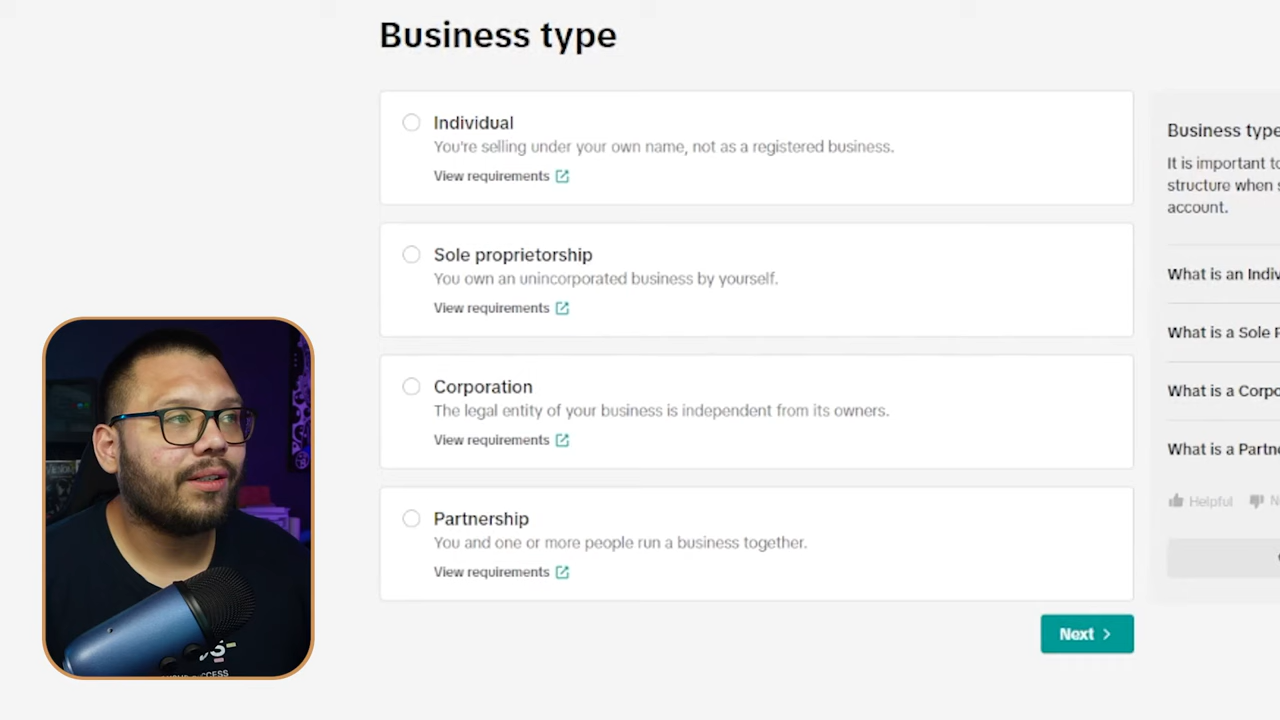 Business type
Individual
You're selling under your own name, not as a registered business.
View requirements
Sole proprietorship
You own an unincorporated business by yourself.
View requirements
Corporation
The legal entity of your business is independent from its owners.
View requirements
Partnership
You and one or more people run a business together.
View requirements
Next
Business type
It is important to
structure when s
account.
What is an Indiv
What is a Sole P
What is a Corpo
What is a Partne
Helpful
N